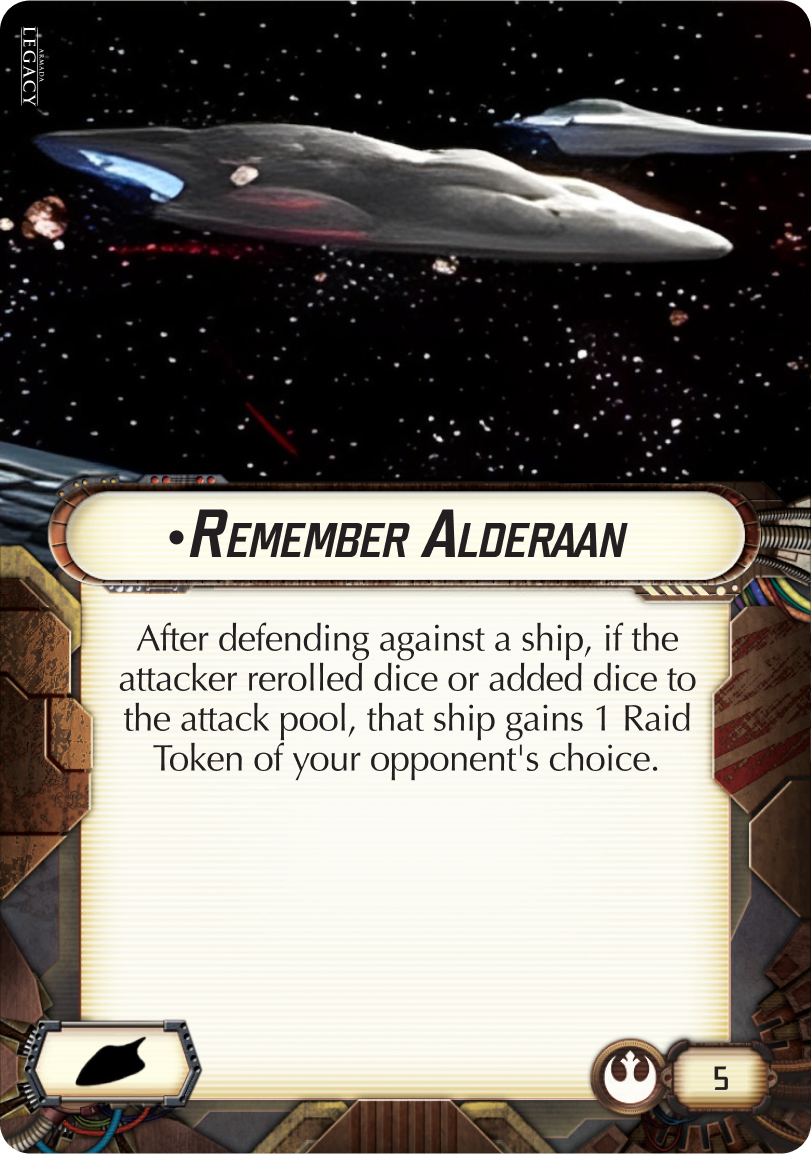 ARMADA
LEGACY
•Remember Alderaan
After defending against a ship, if the
attacker rerolled dice or added dice to
the attack pool, that ship gains 1 Raid
Token of your opponent's choice.
5